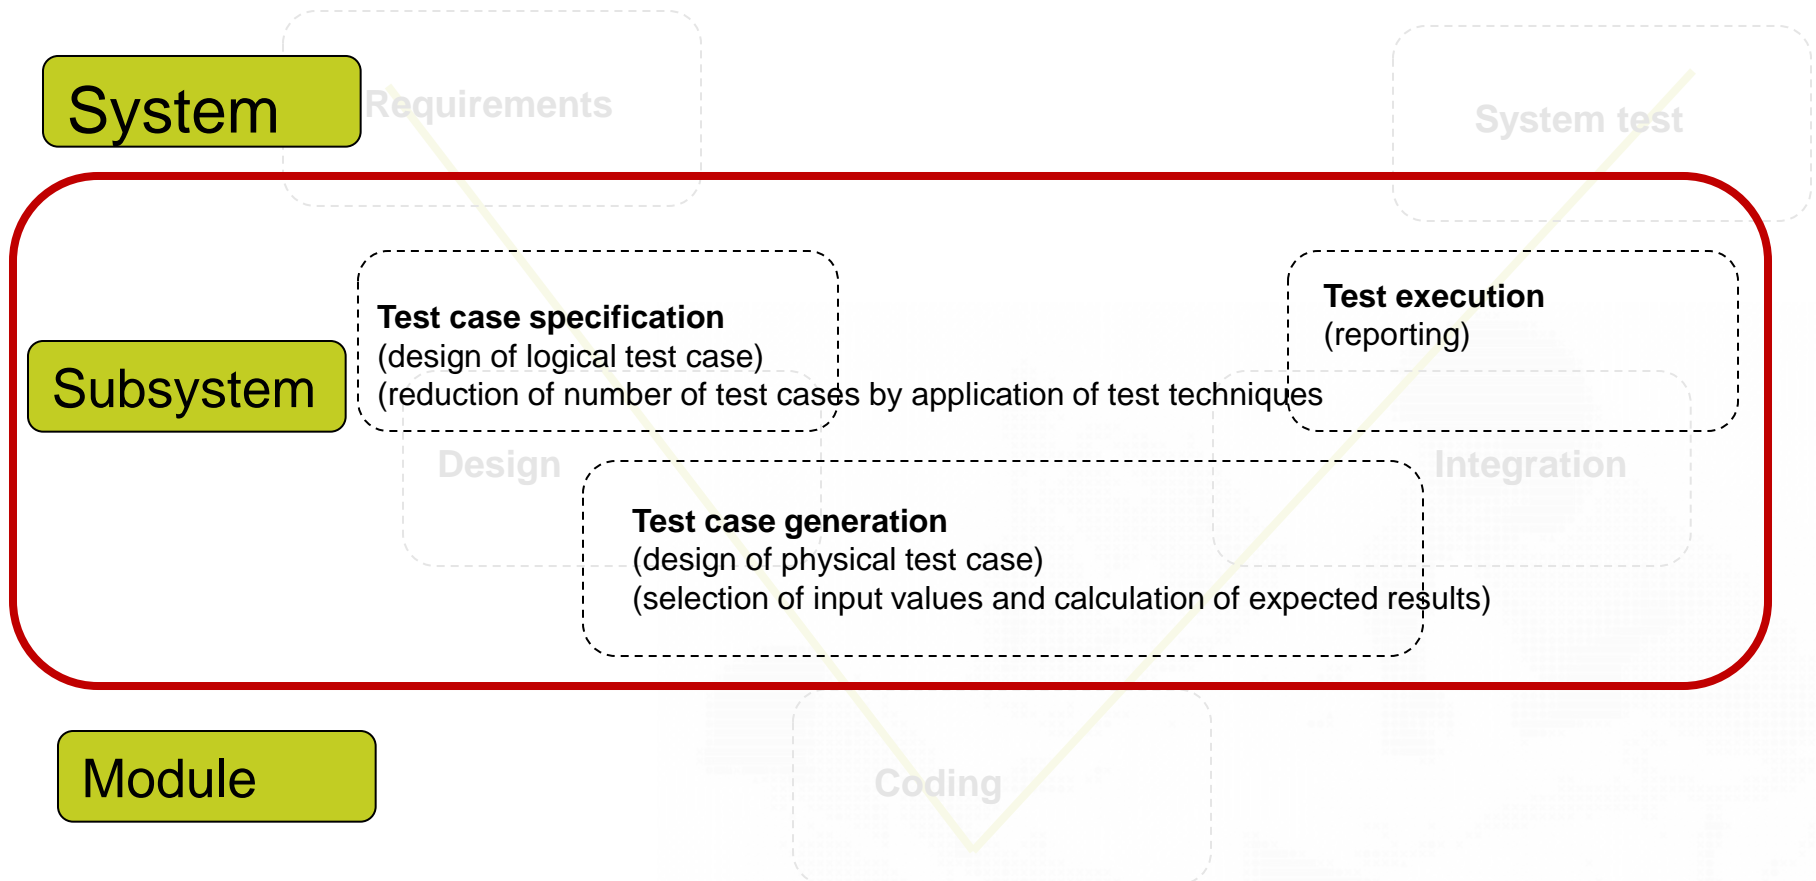 System
Requirements
System test
Test case specification
(design of logical test case)
(reduction of number of test cases by application of test techniques
Test execution
(reporting)
Subsystem
Design
Integration
Test case generation
(design of physical test case)
(selection of input values and calculation of expected results)
Module
Coding